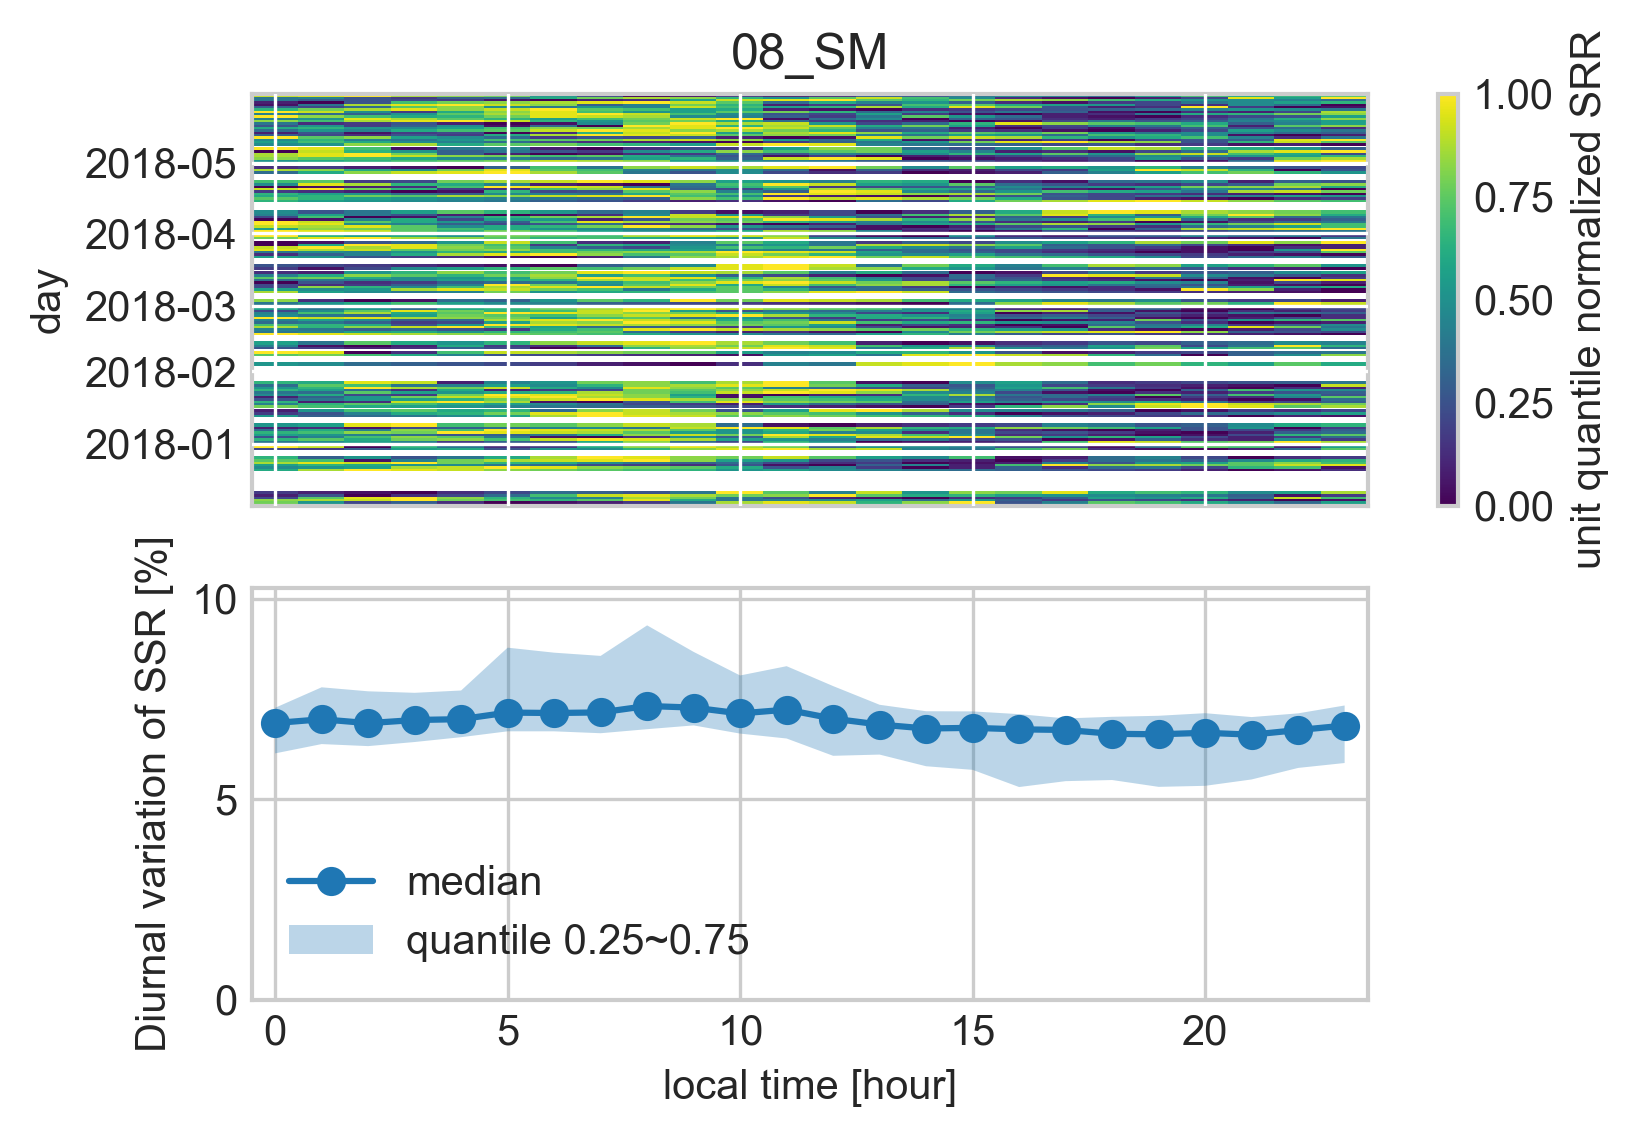 08_SM
day
2018-05
2018-04
2018-03
2018-02
2018-01
1.00
0.75
0.50
0.25
0.00
unit quantile normalized SRR
Diurnal variation of SSR [%]
10
5
0
median
quantile 0.25~0.75
0 5 10 15 20
local time [hour]